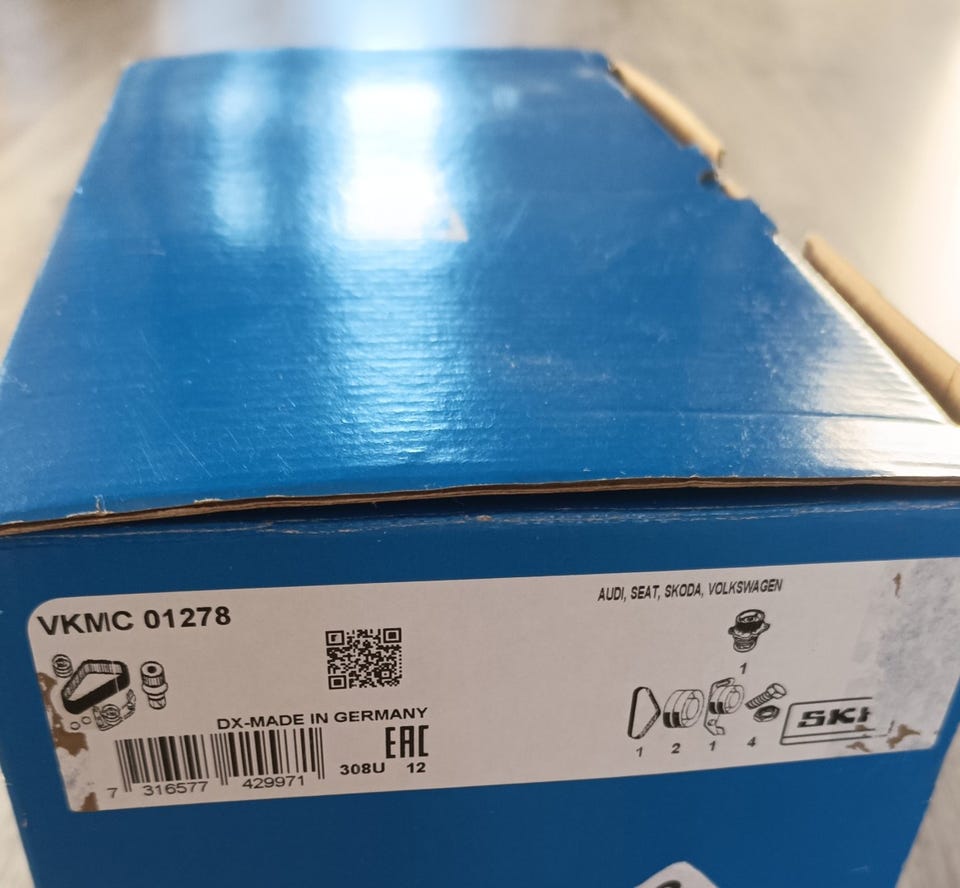 VKMC 01278
AUDI, SEAT, SKODA, VOLKSWAGEN
1
DX-MADE IN GERMANY
1 2 1 4
SKF
EAC
308U 12
7 316577 429971